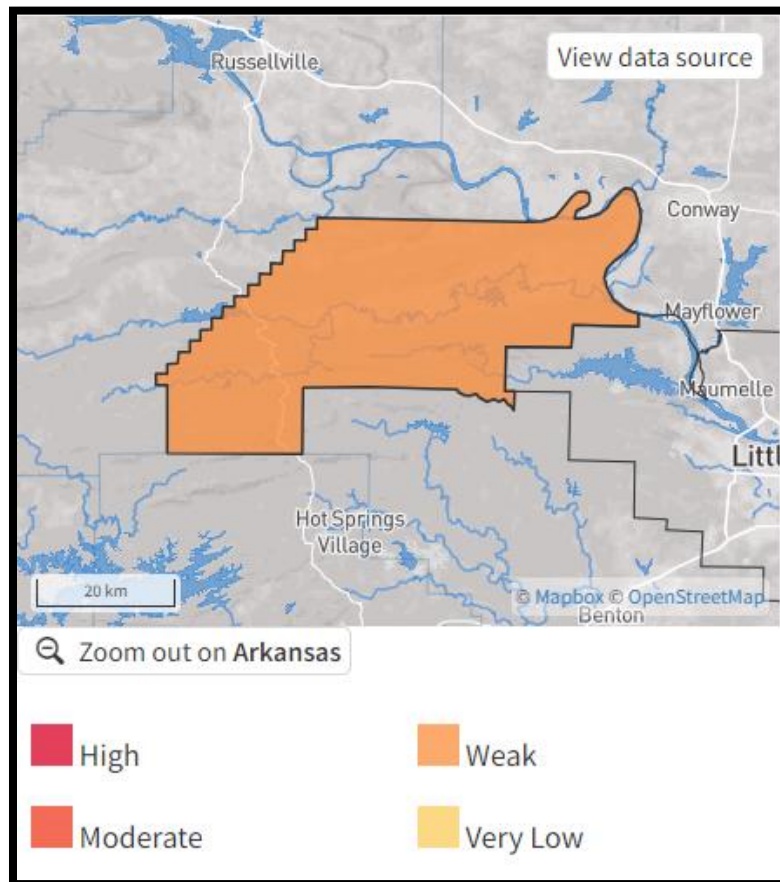 View data source
Russellville
Conway
Mayflower
Maumelle
Littl
Hot Springs
Village
20 km
© Mapbox © OpenStreetMap
Benton
Zoom out on Arkansas
High
Weak
Moderate
Very Low